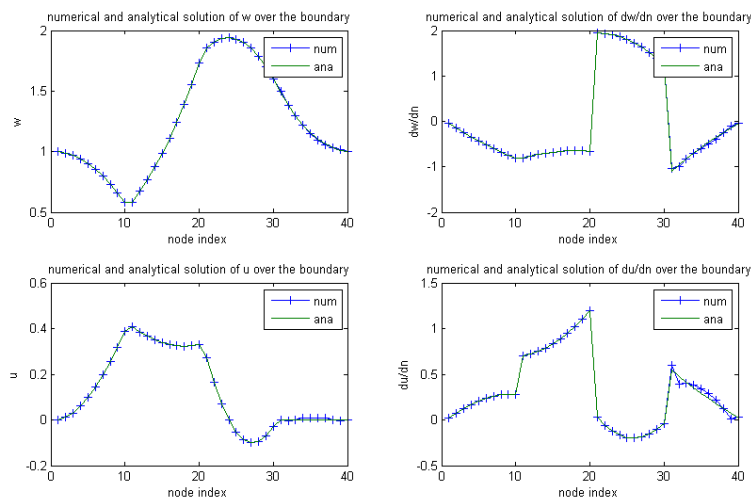 numerical and analytical solution of w over the boundary
2
1.5
1
0.5
w
0 10 20 30 40
node index
num
ana
numerical and analytical solution of dw/dn over the boundary
2
1
0
-1
-2
dw/dn
0 10 20 30 40
node index
num
ana
numerical and analytical solution of u over the boundary
0.6
0.4
0.2
0
-0.2
u
0 10 20 30 40
node index
num
ana
numerical and analytical solution of du/dn over the boundary
1.5
1
0.5
0
-0.5
du/dn
0 10 20 30 40
node index
num
ana